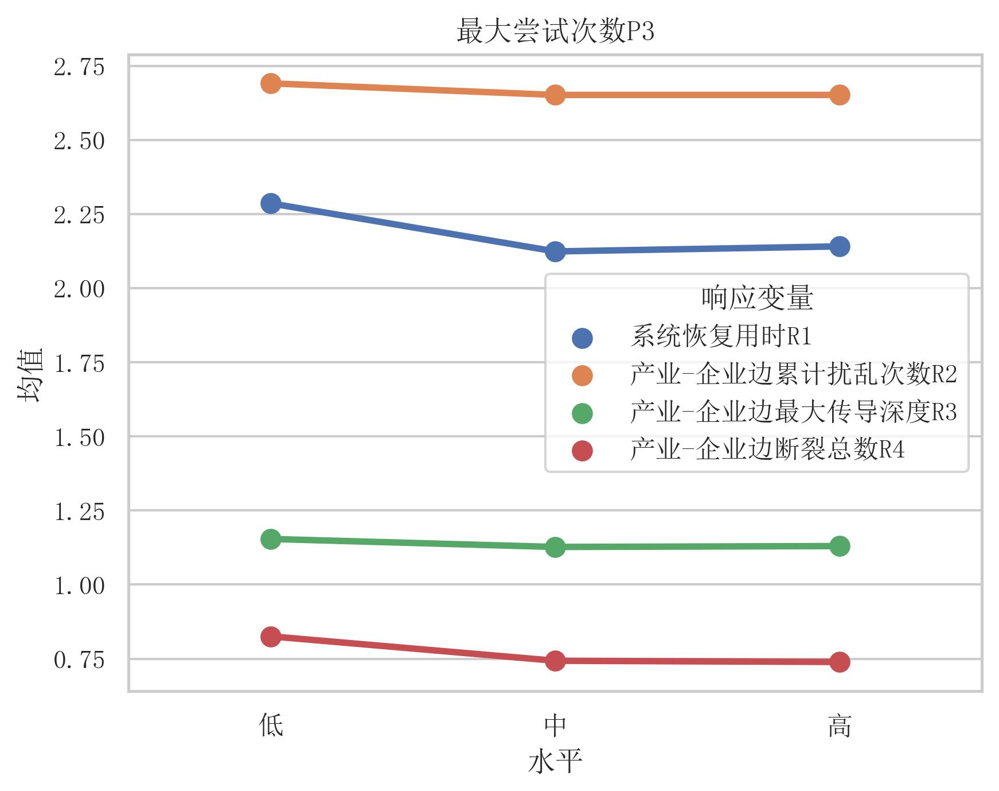 最大尝试次数P3
2.75
2.50
2.25
2.00
1.75
1.50
1.25
1.00
0.75
均值
响应变量
系统恢复用时R1
产业-企业边累计扰乱次数R2
产业-企业边最大传导深度R3
产业-企业边断裂总数R4
低
中
高
水平